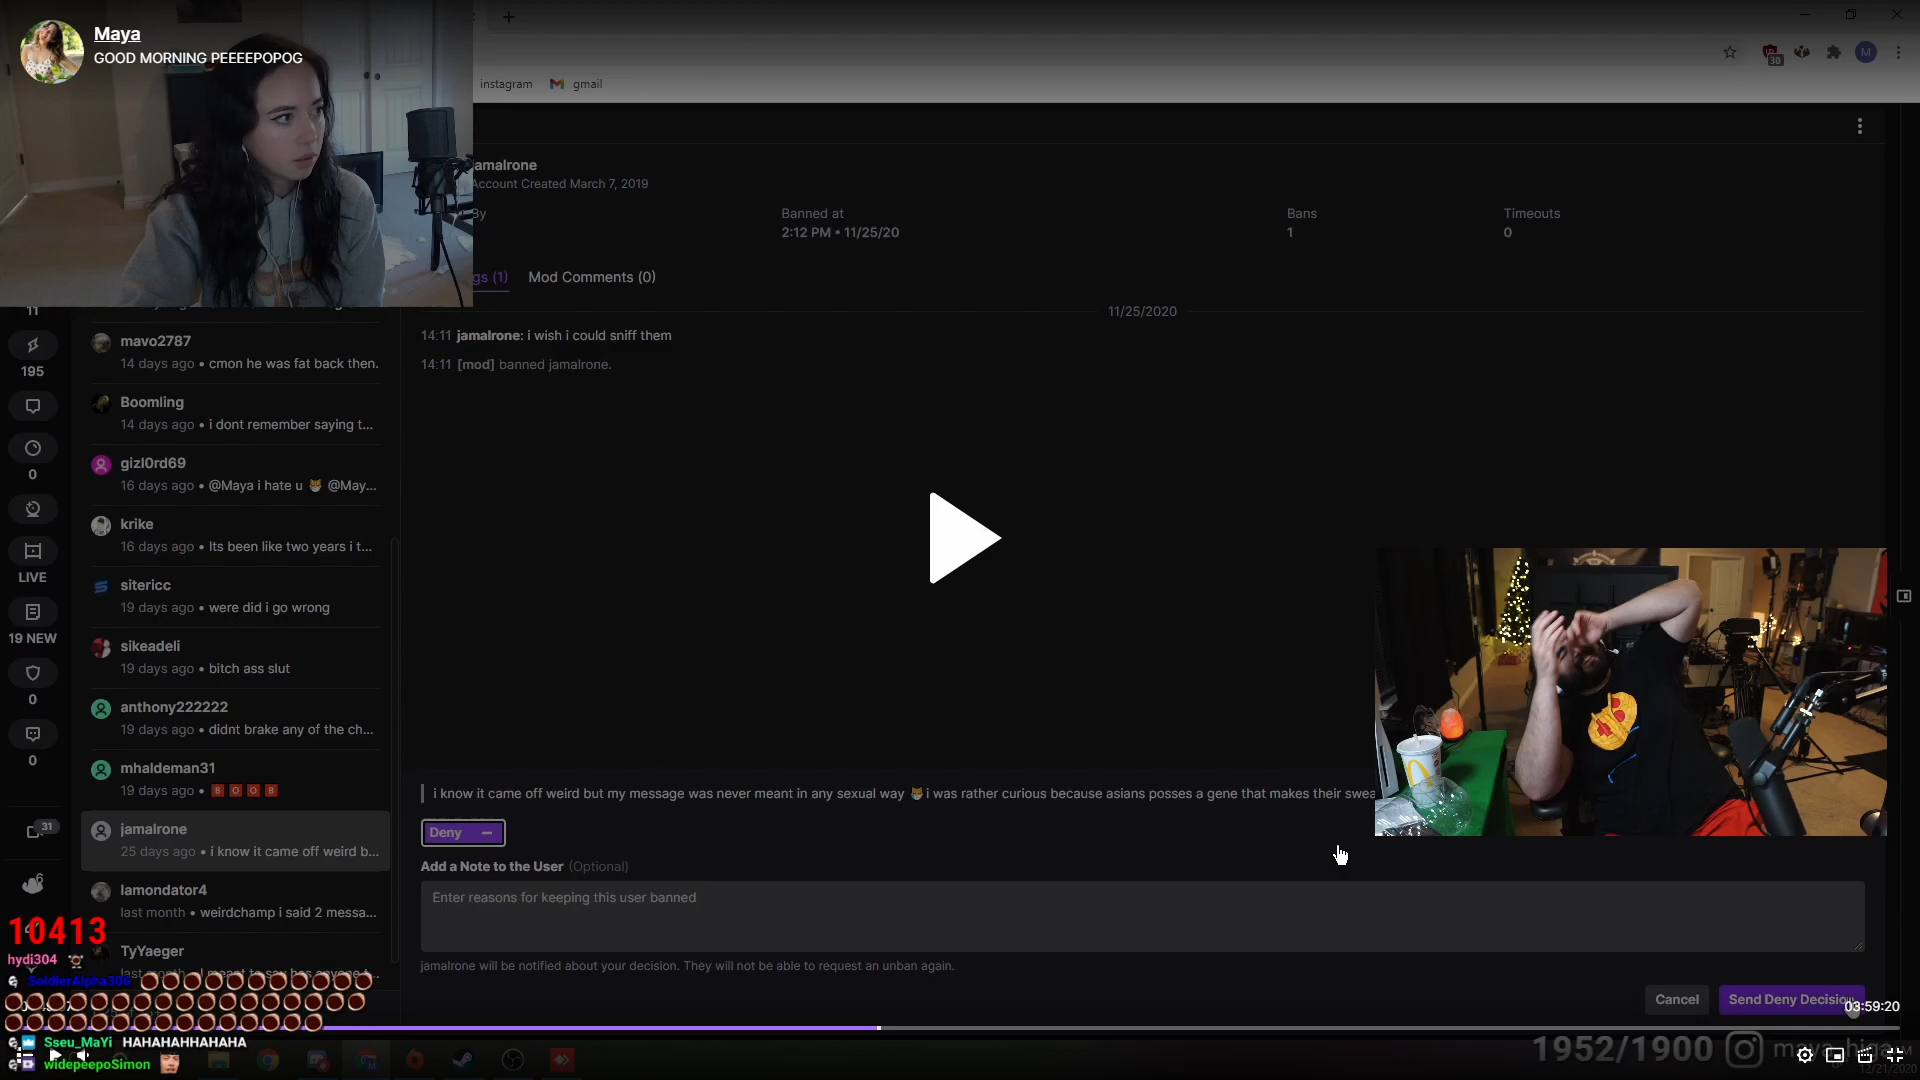 Maya
GOOD MORNING PEEEEPOPOG
instagram
gmail
30
M
amalrone
Account Created March 7, 2019
By
Banned at
Bans
Timeouts
2:12 PM • 11/25/20
1
0
gs (1)
Mod Comments (0)
11/25/2020
14:11 jamalrone: i wish i could sniff them
14:11 [mod] banned jamalrone.
11
195
0
LIVE
19 NEW
0
0
31
6
mavo2787
14 days ago • cmon he was fat back then.
Boomling
14 days ago • i dont remember saying t...
gizl0rd69
16 days ago • @Maya i hate u 😼 @May...
krike
16 days ago • Its been like two years i t...
sitericc
19 days ago • were did i go wrong
sikeadeli
19 days ago • bitch ass slut
anthony222222
19 days ago • didnt brake any of the ch...
mhaldeman31
19 days ago • B O O B
jamalrone
25 days ago • i know it came off weird b...
lamondator4
last month • weirdchamp i said 2 messa...
TyYaeger
i know it came off weird but my message was never meant in any sexual way 😼 i was rather curious because asians posses a gene that makes their swea
Deny
Add a Note to the User (Optional)
Enter reasons for keeping this user banned
jamalrone will be notified about your decision. They will not be able to request an unban again.
Cancel
Send Deny Decision
03:59:20
10413
hydi304
SoldierAlpha306
Sseu_MaYi HAHAHAHHAHAHA
widepeepoSimon
1952/1900
maya_higa
12/21/2020